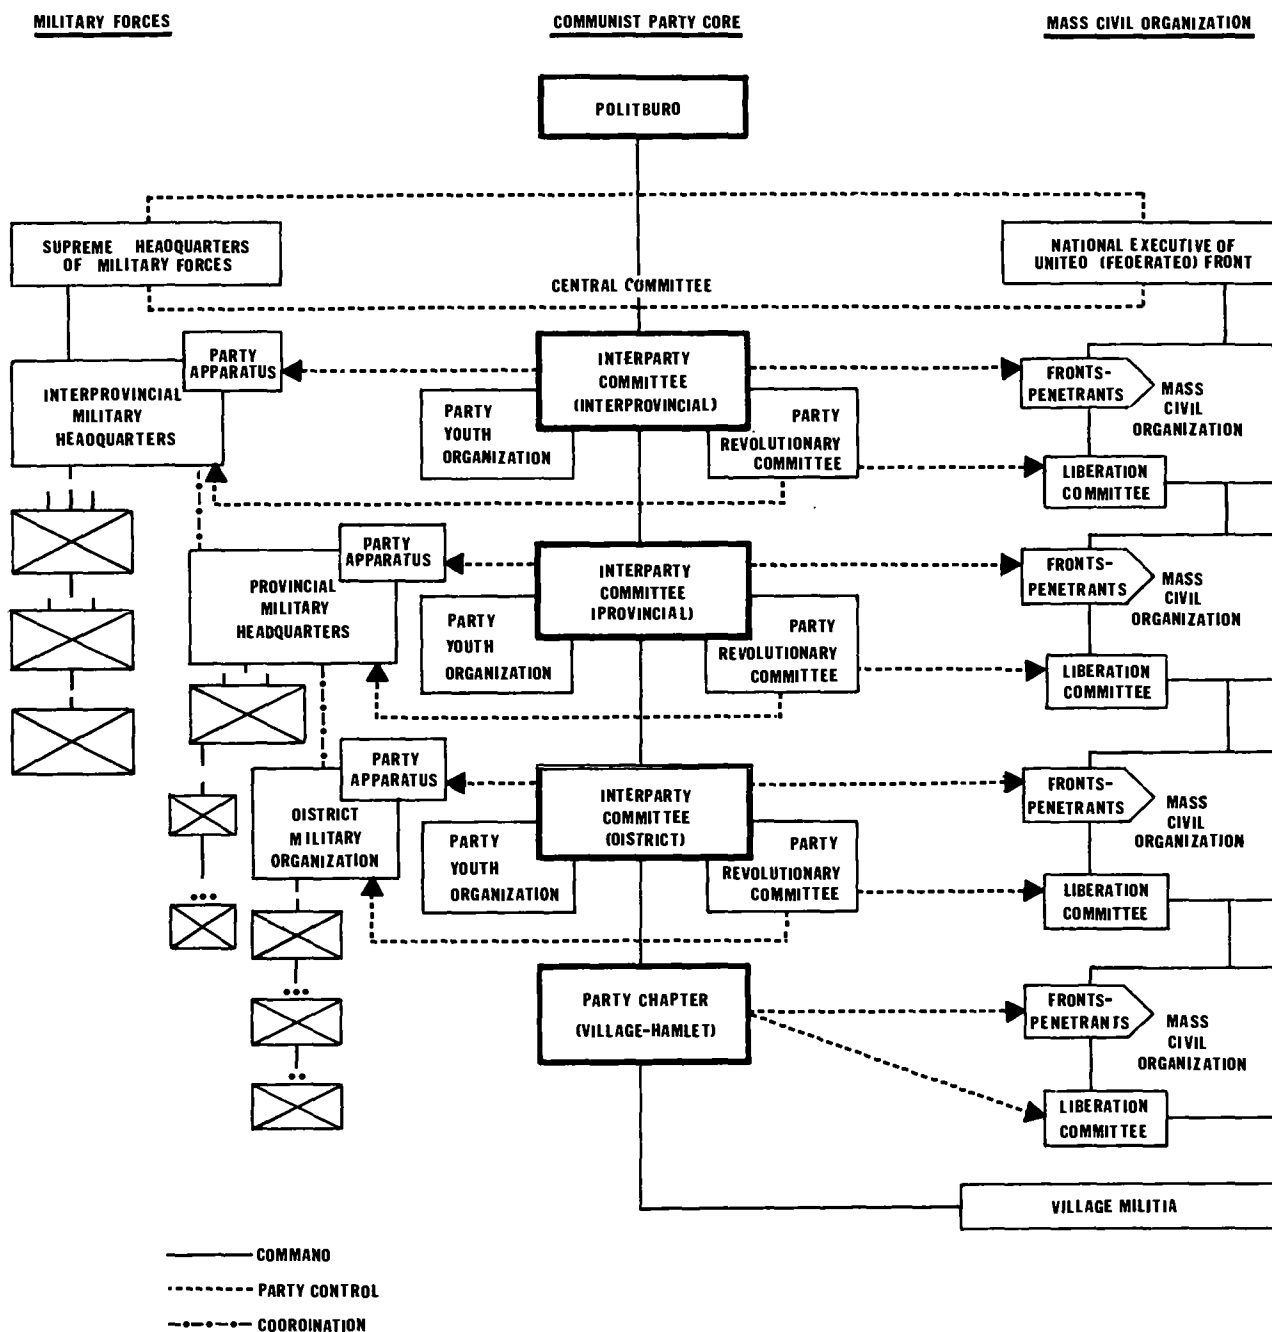 MILITARY FORCES
COMMUNIST PARTY CORE
MASS CIVIL ORGANIZATION
POLITBURO
SUPREME HEAOQUARTERS
OF MILITARY FORCES
NATIONAL EXECUTIVE OF
UNITED (FEDERATED) FRONT
CENTRAL COMMITTEE
PARTY
APPARATUS
INTERPROVINCIAL
MILITARY
HEAOQUARTERS
INTERPARTY
COMMITTEE
(INTERPROVINCIAL)
PARTY
YOUTH
ORGANIZATION
PARTY
REVOLUTIONARY
COMMITTEE
FRONTS-
PENETRANTS
MASS
CIVIL
ORGANIZATION
LIBERATION
COMMITTEE
PARTY
APPARATUS
PROVINCIAL
MILITARY
HEADQUARTERS
INTERPARTY
COMMITTEE
(PROVINCIAL)
PARTY
YOUTH
ORGANIZATION
PARTY
REVOLUTIONARY
COMMITTEE
FRONTS-
PENETRANTS
MASS
CIVIL
ORGANIZATION
LIBERATION
COMMITTEE
PARTY
APPARATUS
OISTRICT
MILITARY
ORGANIZATION
INTERPARTY
COMMITTEE
(OISTRICT)
PARTY
YOUTH
ORGANIZATION
PARTY
REVOLUTIONARY
COMMITTEE
FRONTS-
PENETRANTS
MASS
CIVIL
ORGANIZATION
LIBERATION
COMMITTEE
PARTY CHAPTER
(VILLAGE-HAMLET)
FRONTS-
PENETRANTS
MASS
CIVIL
ORGANIZATION
LIBERATION
COMMITTEE
VILLAGE MILITIA
COMMANO
PARTY CONTROL
COOROINATION